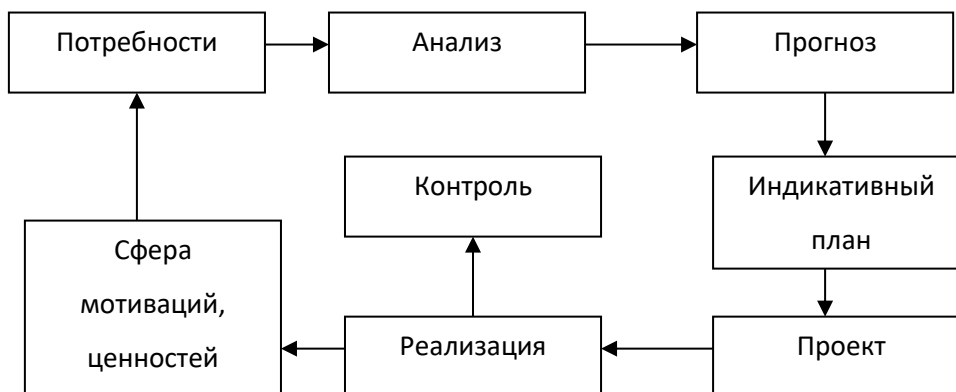 Потребности
Анализ
Прогноз
Контроль
Индикативный
план
Сфера
мотиваций,
ценностей
Реализация
Проект